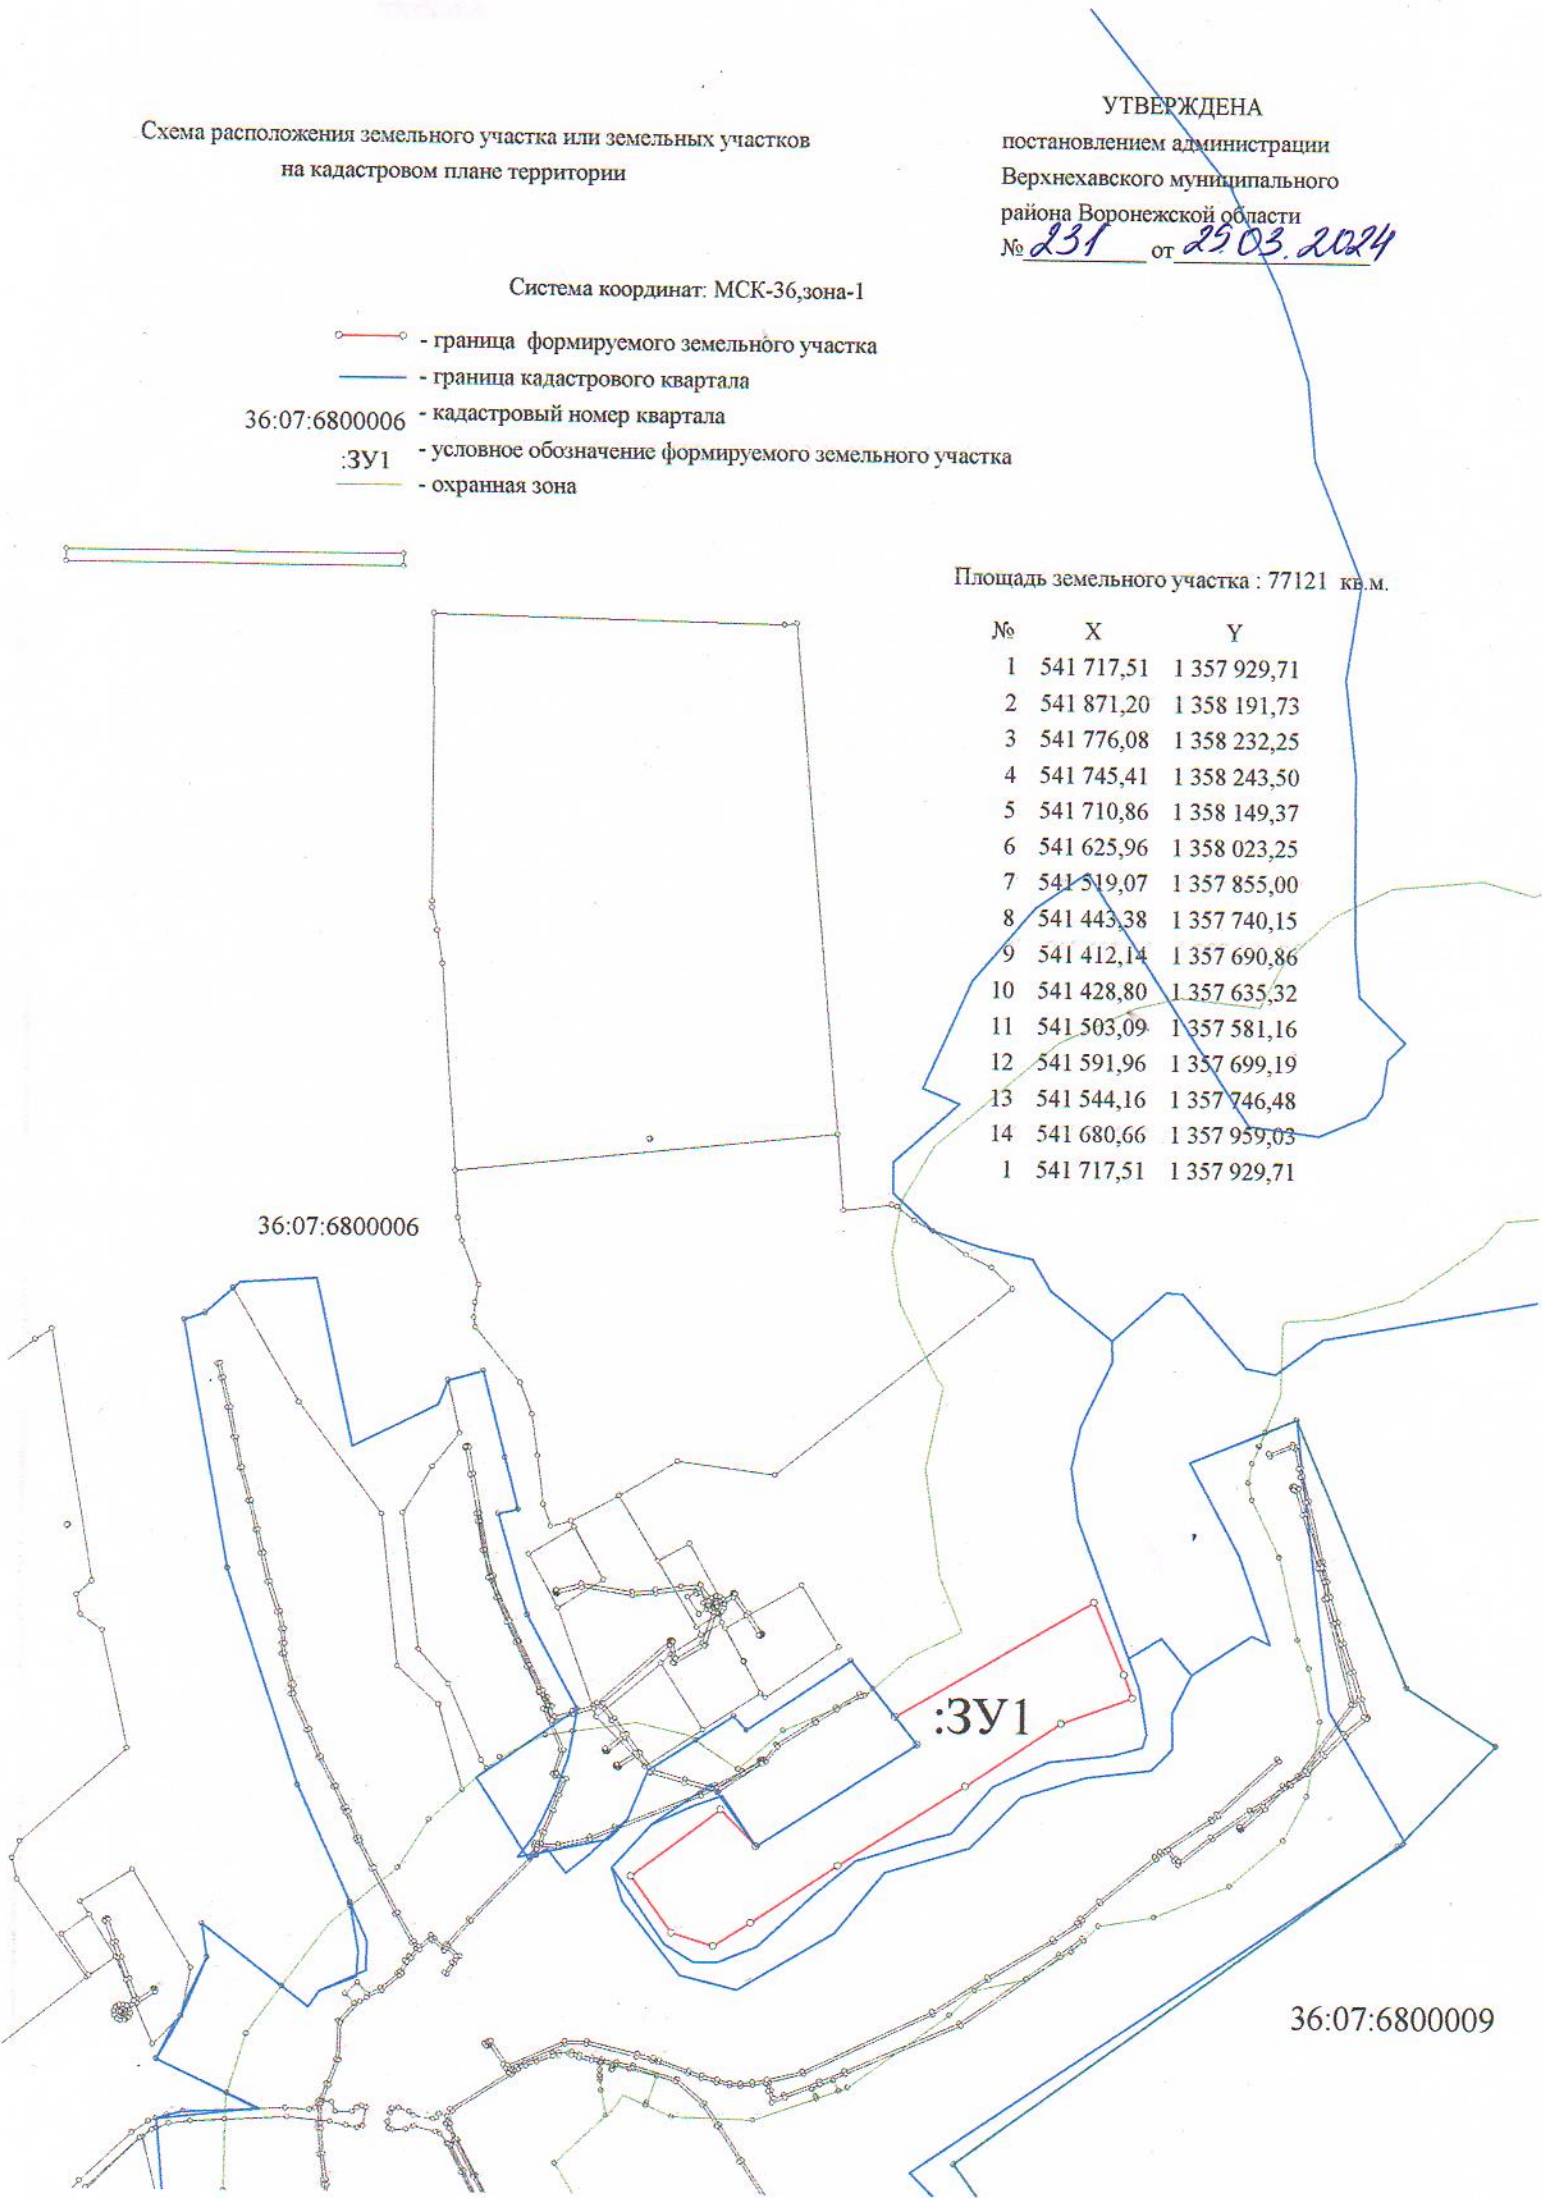 Схема расположения земельного участка или земельных участков
на кадастровом плане территории
УТВЕРЖДЕНА
постановлением администрации
Верхнехавского муниципального
района Воронежской области
№ 231 от 25.03.2024
Система координат: МСК-36,зона-1
- граница формируемого земельного участка
- граница кадастрового квартала
36:07:6800006 - кадастровый номер квартала
:ЗУ1 - условное обозначение формируемого земельного участка
- охранная зона
Площадь земельного участка : 77121 кв.м.
№ X Y
1 541 717,51 1 357 929,71
2 541 871,20 1 358 191,73
3 541 776,08 1 358 232,25
4 541 745,41 1 358 243,50
5 541 710,86 1 358 149,37
6 541 625,96 1 358 023,25
7 541 519,07 1 357 855,00
8 541 443,38 1 357 740,15
9 541 412,14 1 357 690,86
10 541 428,80 1 357 635,32
11 541 503,09 1 357 581,16
12 541 591,96 1 357 699,19
13 541 544,16 1 357 746,48
14 541 680,66 1 357 959,03
1 541 717,51 1 357 929,71
36:07:6800006
:ЗУ1
36:07:6800009